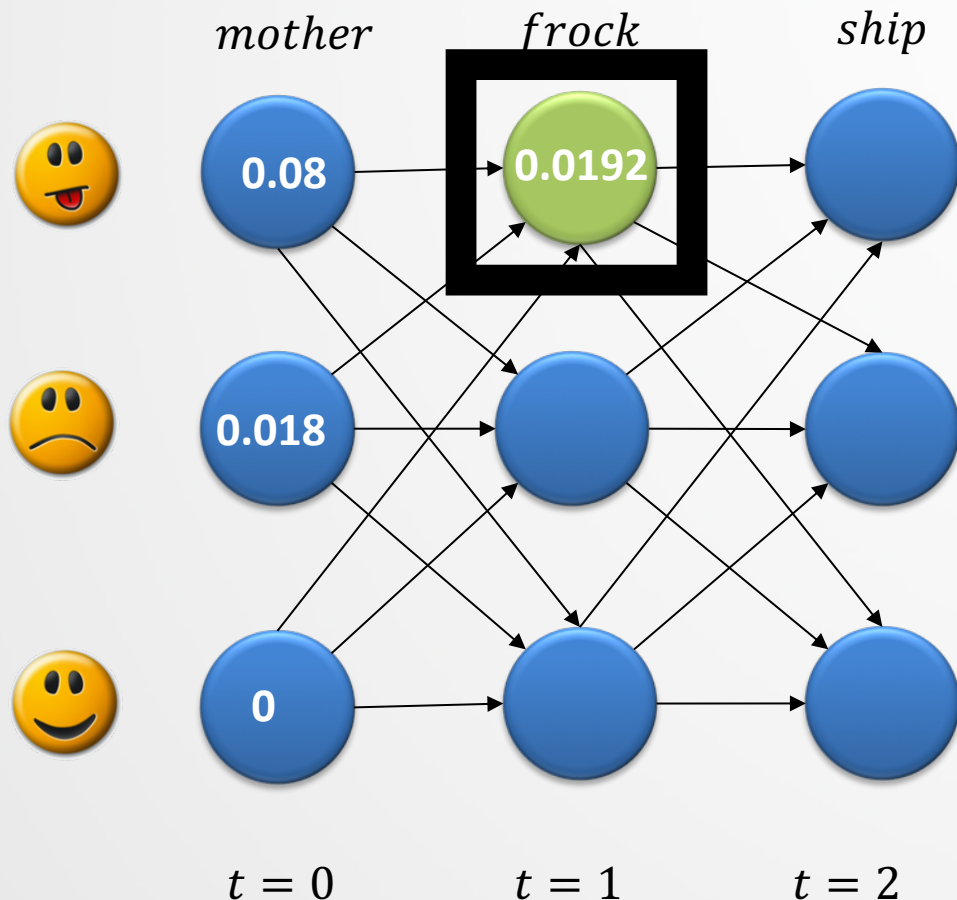 mother frock ship
0.08 0.0192
0.018
0
t = 0 t = 1 t = 2